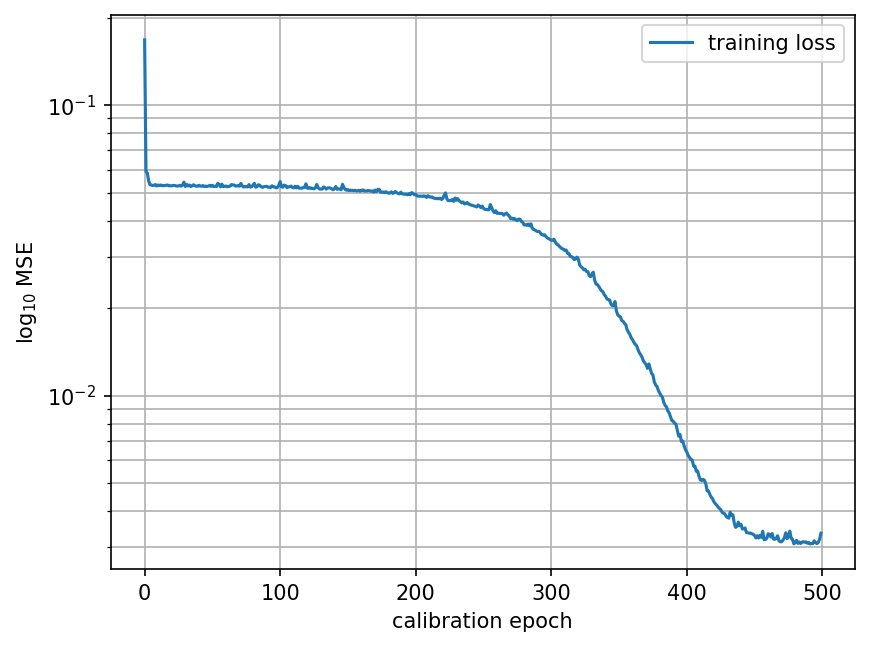 training loss
10⁻¹
10⁻²
log₁₀ MSE
0 100 200 300 400 500
calibration epoch